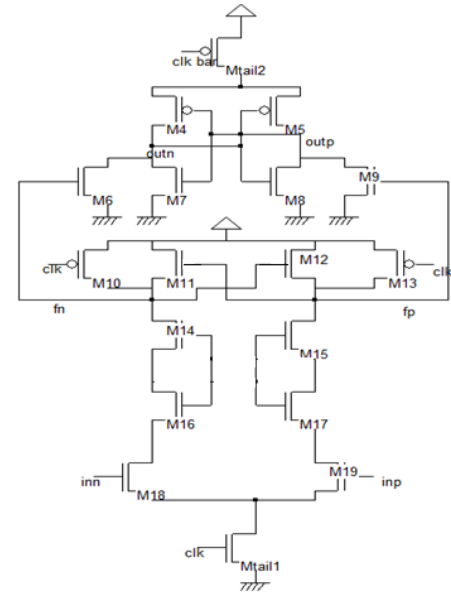 clk bar
Mtail2
M4
M5
outn
outp
M6
M7
M8
M9
clk
M10
M11
M12
M13
clk
fn
fp
M14
M15
M16
M17
inn
M18
M19
inp
clk
Mtail1